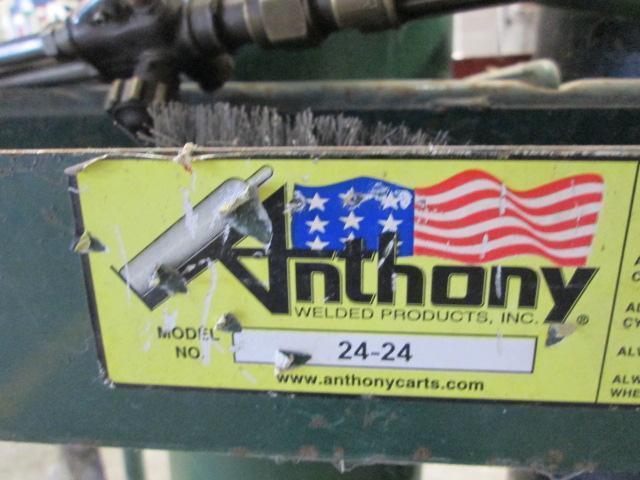 Anthony
WELDED PRODUCTS, INC.®
MODEL NO. 24-24
www.anthonycarts.com